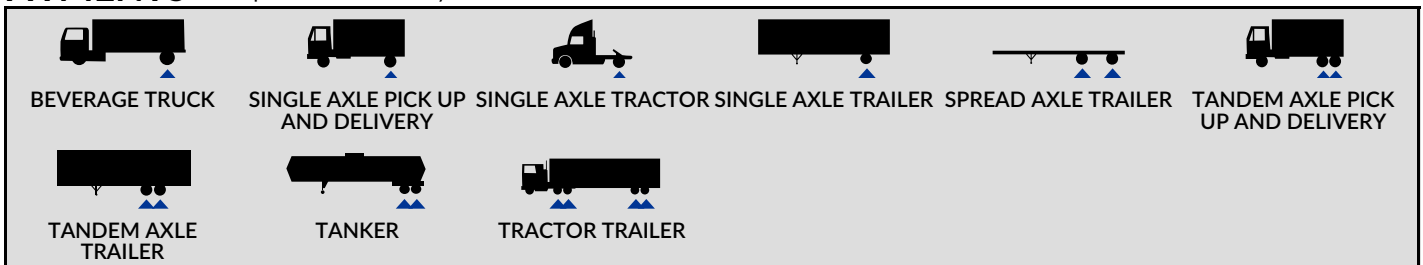 BEVERAGE TRUCK
SINGLE AXLE PICK UP
AND DELIVERY
SINGLE AXLE TRACTOR
SINGLE AXLE TRAILER
SPREAD AXLE TRAILER
TANDEM AXLE PICK
UP AND DELIVERY
TANDEM AXLE
TRAILER
TANKER
TRACTOR TRAILER